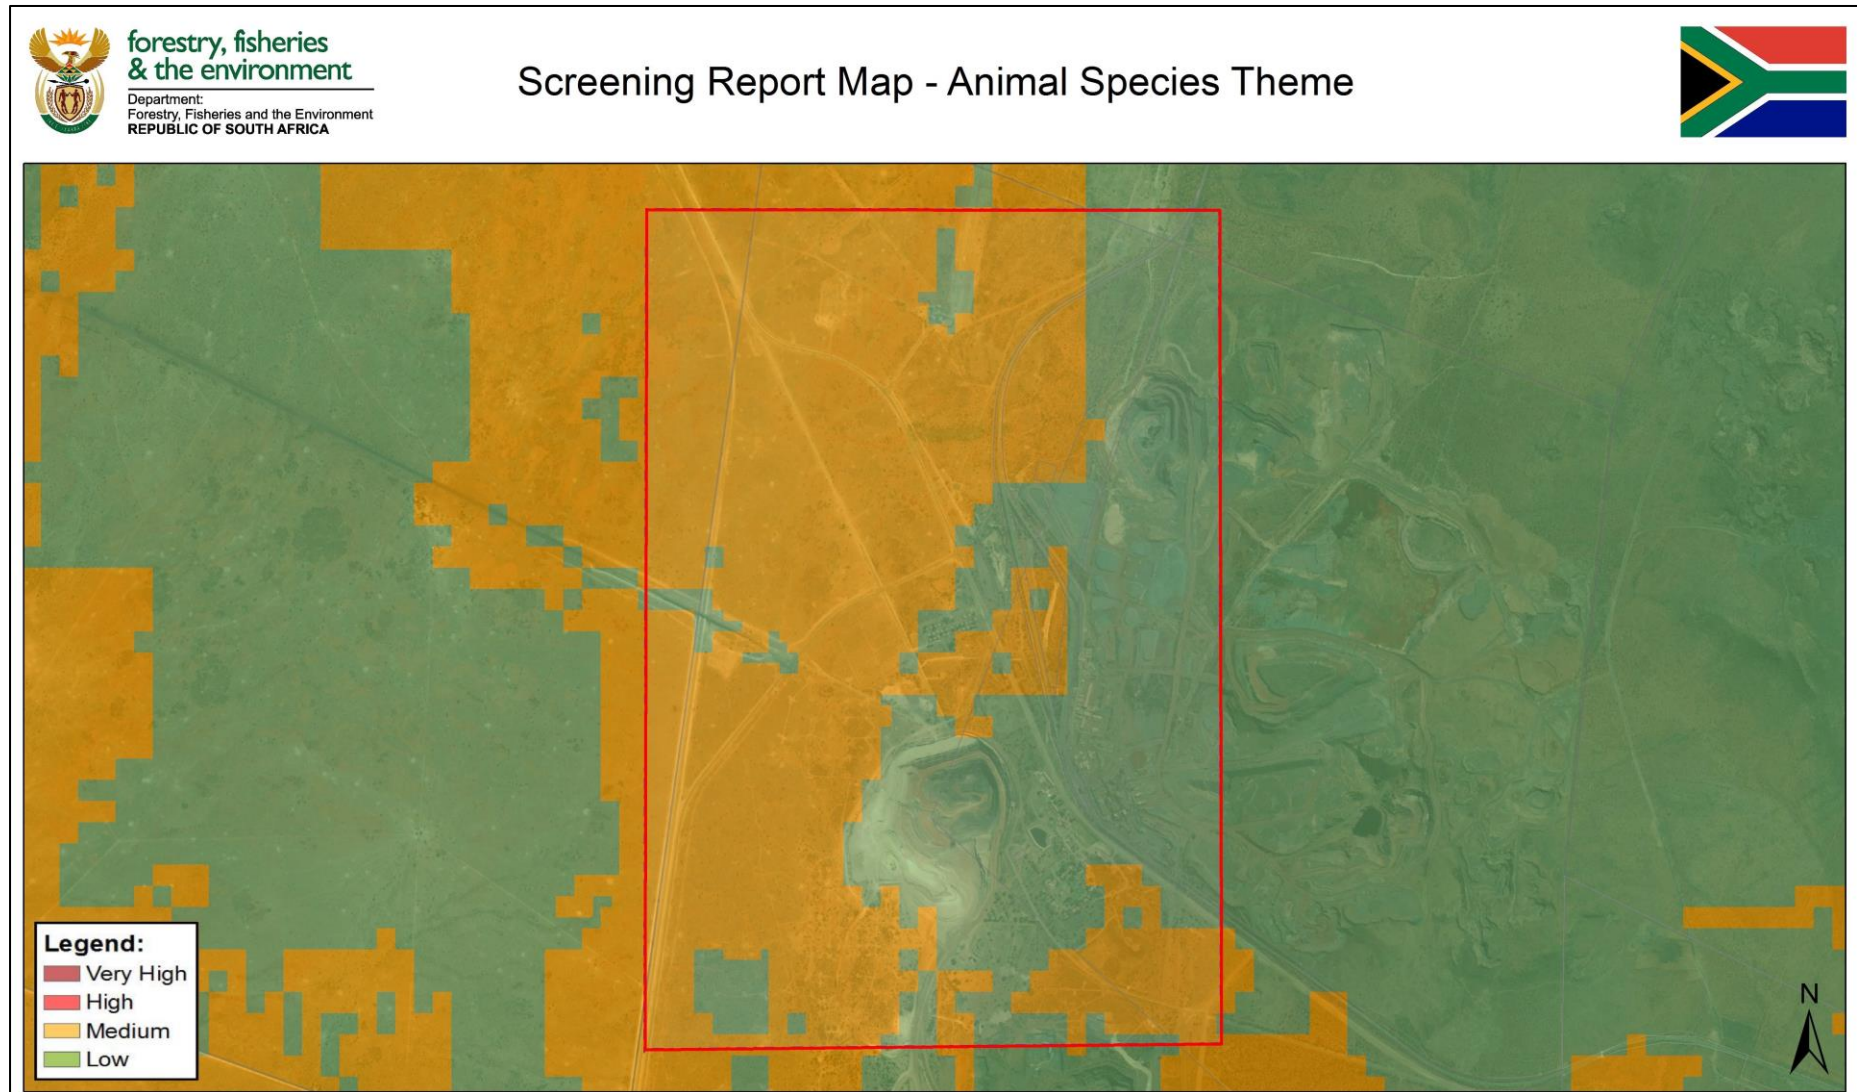 forestry, fisheries
& the environment
Department:
Forestry, Fisheries and the Environment
REPUBLIC OF SOUTH AFRICA
Screening Report Map - Animal Species Theme
Legend:
Very High
High
Medium
Low
N